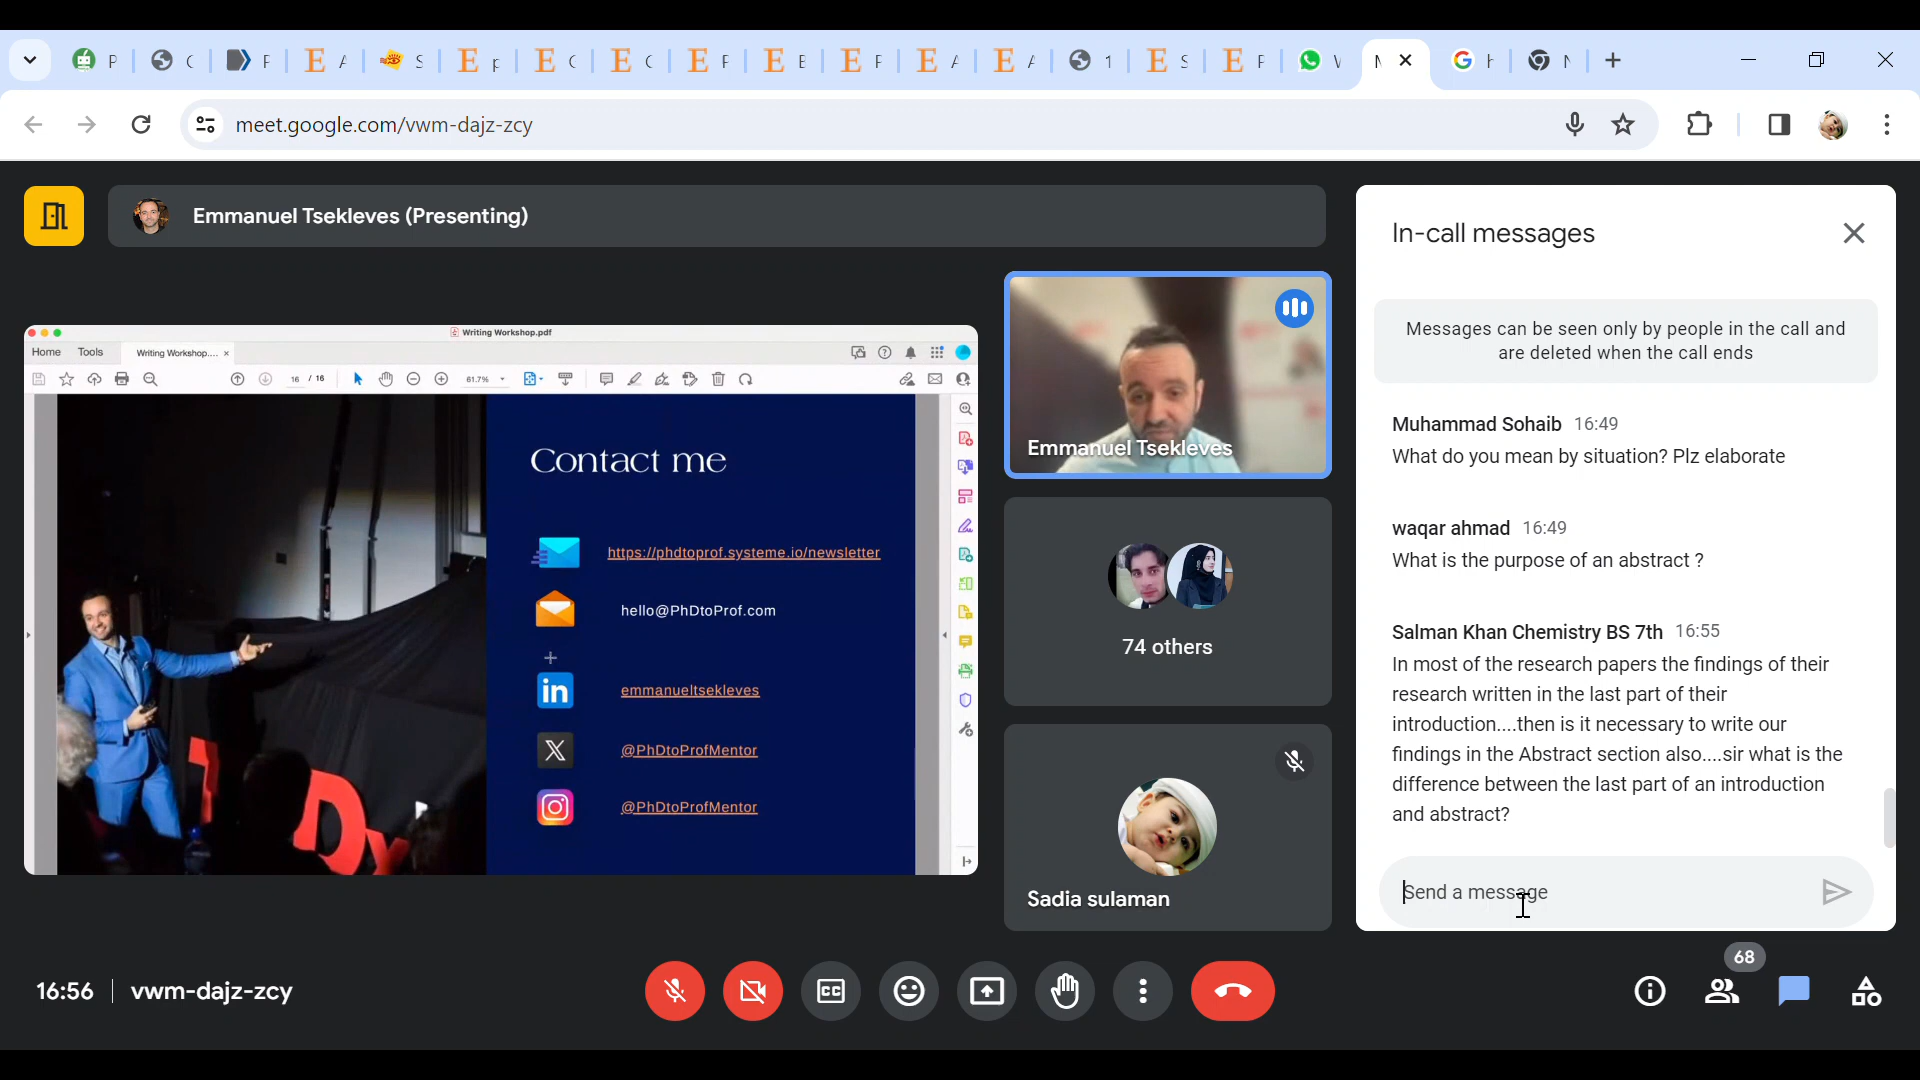 P
C
F
E A
S
E p
E C
E C
E F
E E
E F
E A
E A
1
E S
E F
G h
N
meet.google.com/vwm-dajz-zcy
Emmanuel Tsekleves (Presenting)
Writing Workshop.pdf
Home Tools Writing Workshop....
16 / 16
61.7%
Contact me
https://phdtoprof.systeme.io/newsletter
hello@PhDtoProf.com
in
emmanueltsekleves
X
@PhDtoProfMentor
@PhDtoProfMentor
Emmanuel Tsekleves
74 others
Sadia sulaman
In-call messages
Messages can be seen only by people in the call and
are deleted when the call ends
Muhammad Sohaib 16:49
What do you mean by situation? Plz elaborate
waqar ahmad 16:49
What is the purpose of an abstract ?
Salman Khan Chemistry BS 7th 16:55
In most of the research papers the findings of their
research written in the last part of their
introduction....then is it necessary to write our
findings in the Abstract section also....sir what is the
difference between the last part of an introduction
and abstract?
Send a message
16:56 vwm-dajz-zcy
CC
68